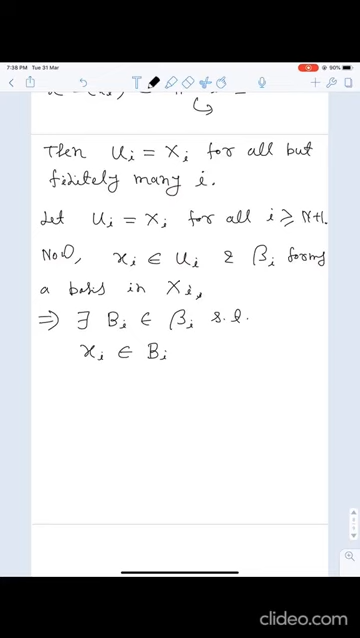 7:38 PM Tue 31 Mar 90%
Then Ui = Xi for all but
finitely many i.
Let Ui = Xi for all i ≥ N+1.
Now, xi ∈ Ui & βi forms
a basis in Xi,
⇒ ∃ Bi ∈ βi s.t.
xi ∈ Bi
clideo.com